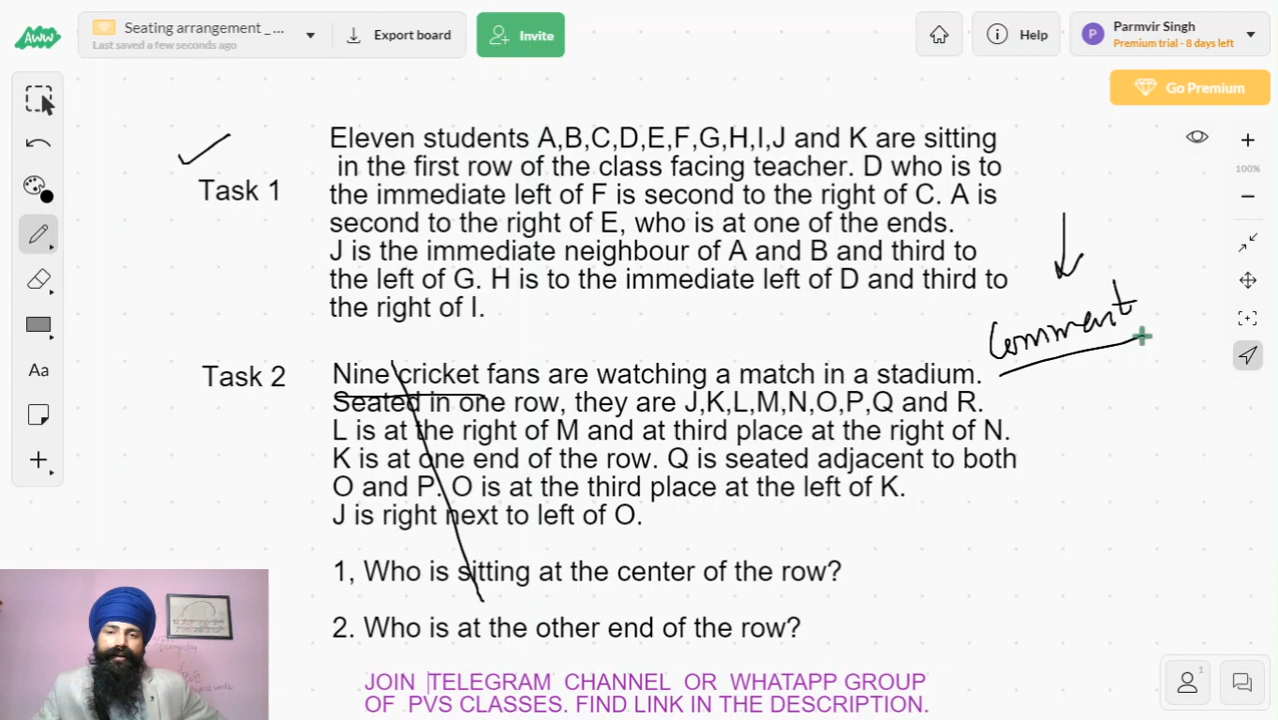 AWW
Seating arrangement _ ...
Last saved a few seconds ago
Export board
Invite
Help
P
Parmvir Singh
Premium trial - 8 days left
Go Premium
100%
Aa
Task 1
Eleven students A,B,C,D,E,F,G,H,I,J and K are sitting
in the first row of the class facing teacher. D who is to
the immediate left of F is second to the right of C. A is
second to the right of E, who is at one of the ends.
J is the immediate neighbour of A and B and third to
the left of G. H is to the immediate left of D and third to
the right of I.
Comment
Task 2
Nine cricket fans are watching a match in a stadium.
Seated in one row, they are J,K,L,M,N,O,P,Q and R.
L is at the right of M and at third place at the right of N.
K is at one end of the row. Q is seated adjacent to both
O and P. O is at the third place at the left of K.
J is right next to left of O.
1, Who is sitting at the center of the row?
2. Who is at the other end of the row?
JOIN TELEGRAM CHANNEL OR WHATAPP GROUP
OF PVS CLASSES. FIND LINK IN THE DESCRIPTION.
1